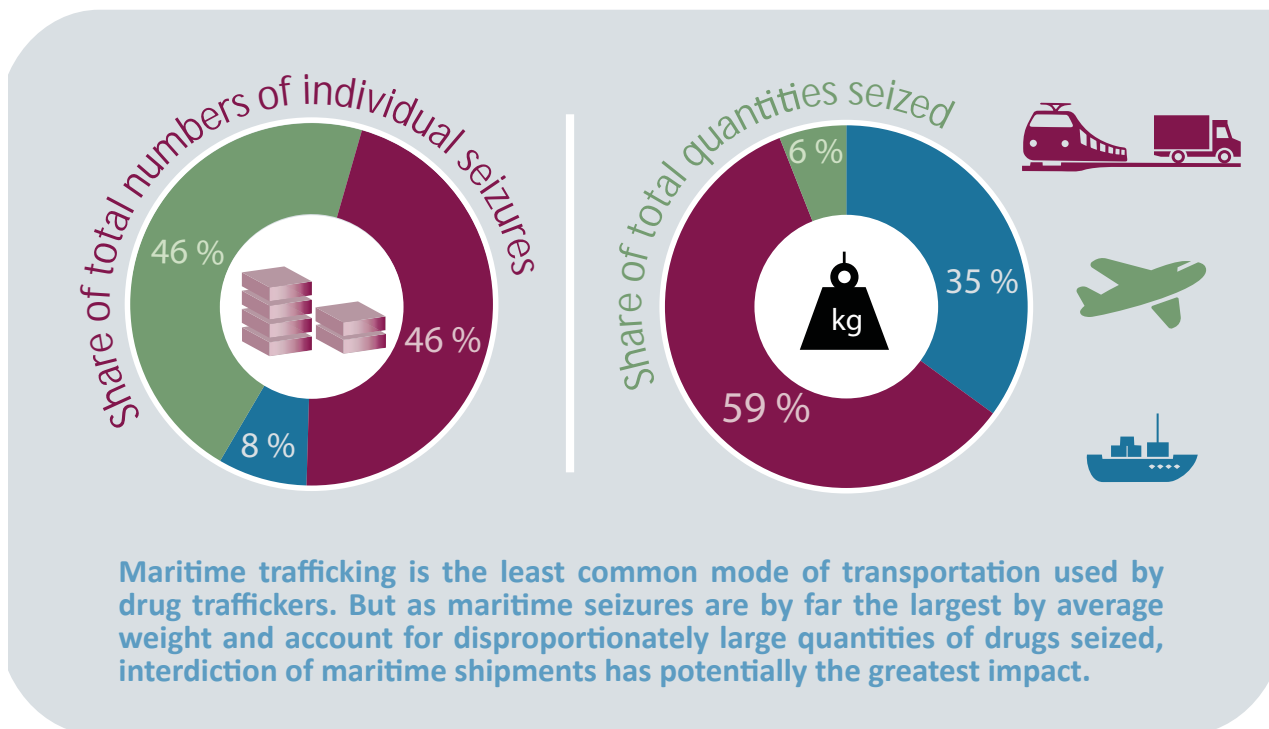 Share of total numbers of individual seizures
46 %
46 %
8 %
Share of total quantities seized
6 %
35 %
59 %
kg
Maritime trafficking is the least common mode of transportation used by
drug traffickers. But as maritime seizures are by far the largest by average
weight and account for disproportionately large quantities of drugs seized,
interdiction of maritime shipments has potentially the greatest impact.